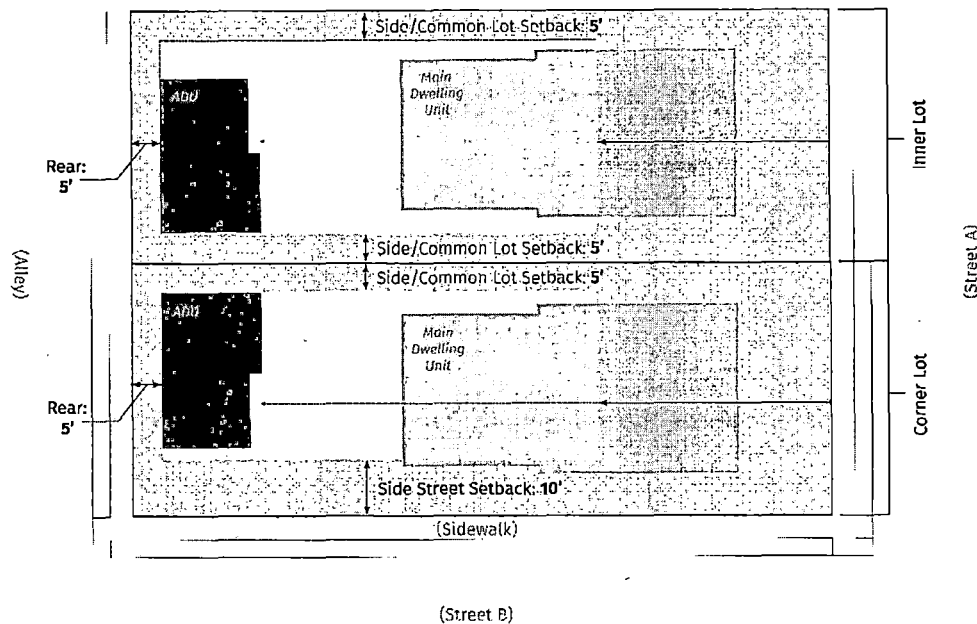 Side/Common Lot Setback: 5'
ADU
Main
Dwelling
Unit
Rear:
5'
Inner Lot
Side/Common Lot Setback: 5'
(Alley)
(Street A)
Side/Common Lot Setback: 5'
ADU
Main
Dwelling
Unit
Rear:
5'
Corner Lot
Side Street Setback: 10'
(Sidewalk)
(Street B)